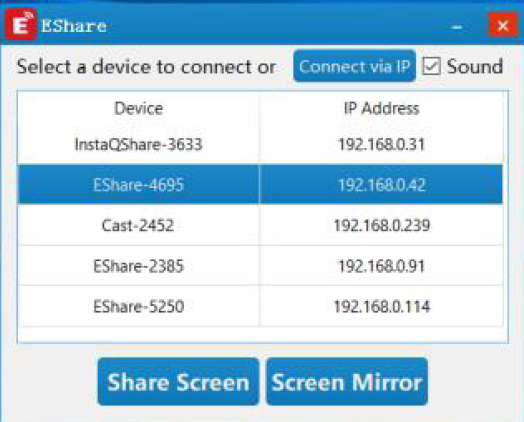 EShare
Select a device to connect or Connect via IP Sound
Device IP Address
InstaQShare-3633 192.168.0.31
EShare-4695 192.168.0.42
Cast-2452 192.168.0.239
EShare-2385 192.168.0.91
EShare-5250 192.168.0.114
Share Screen Screen Mirror